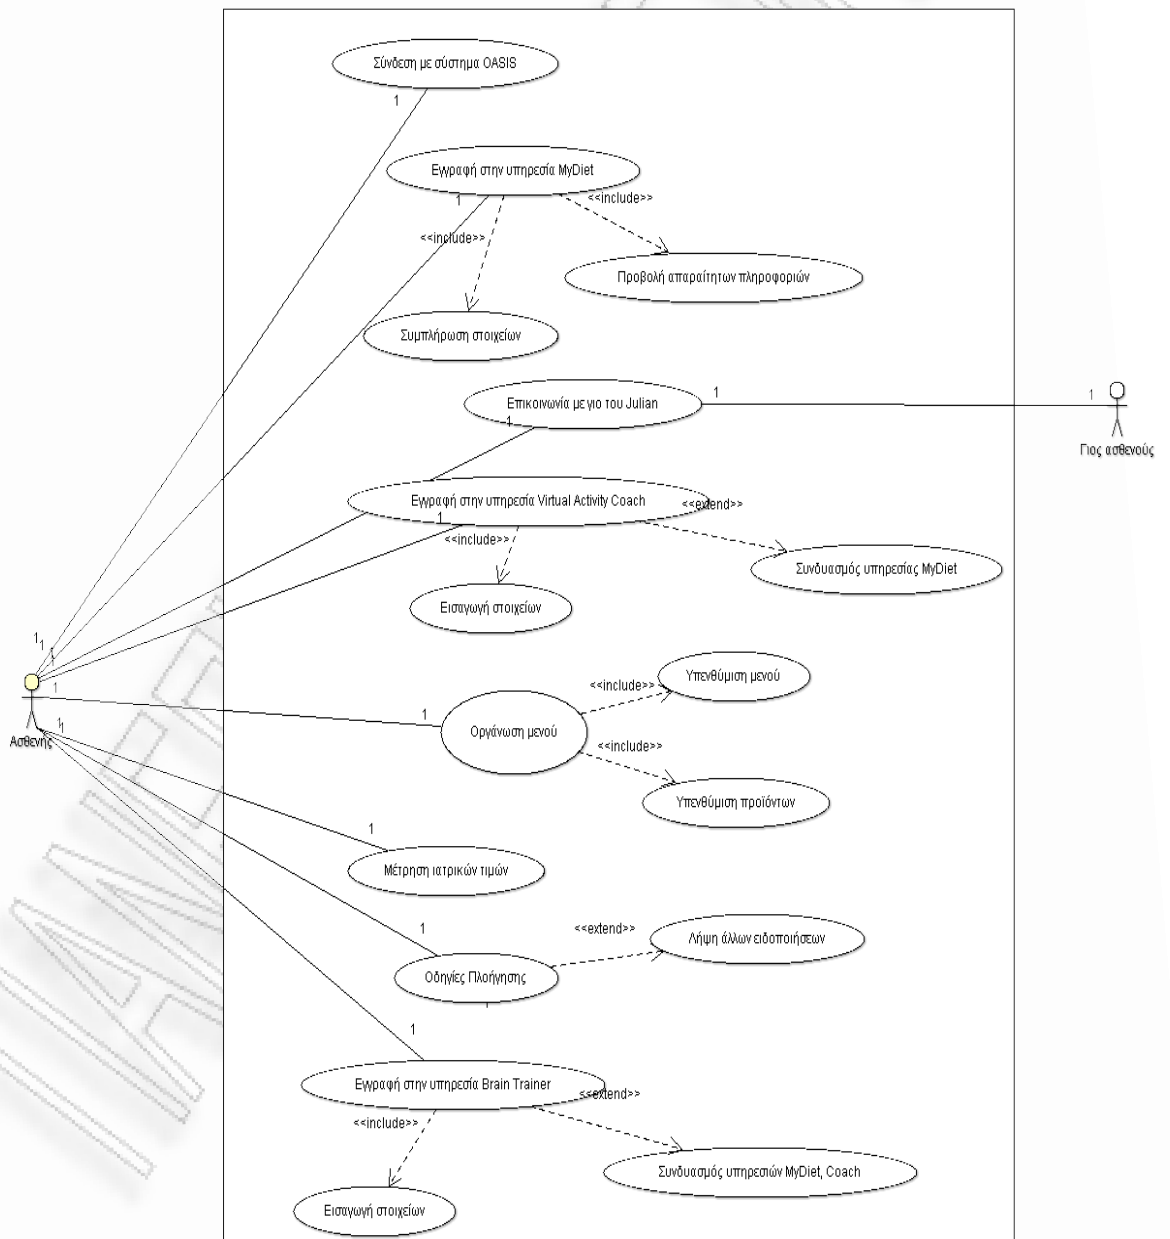 Σύνδεση με σύστημα OASIS
1
Εγγραφή στην υπηρεσία MyDiet
1
<<include>>
<<include>>
Προβολή απαραίτητων πληροφοριών
Συμπλήρωση στοιχείων
Επικοινωνία με γιο του Julian
1
1
1
Γιος ασθενούς
Εγγραφή στην υπηρεσία Virtual Activity Coach
<<extend>>
1
<<include>>
Συνδυασμός υπηρεσίας MyDiet
Εισαγωγή στοιχείων
1
1
1
1
Ασθενής
1
1
1
Οργάνωση μενού
<<include>>
Υπενθύμιση μενού
<<include>>
Υπενθύμιση προϊόντων
1
Μέτρηση ιατρικών τιμών
1
Οδηγίες Πλοήγησης
<<extend>>
Λήψη άλλων ειδοποιήσεων
1
Εγγραφή στην υπηρεσία Brain Trainer
<<extend>>
<<include>>
Συνδυασμός υπηρεσιών MyDiet, Coach
Εισαγωγή στοιχείων